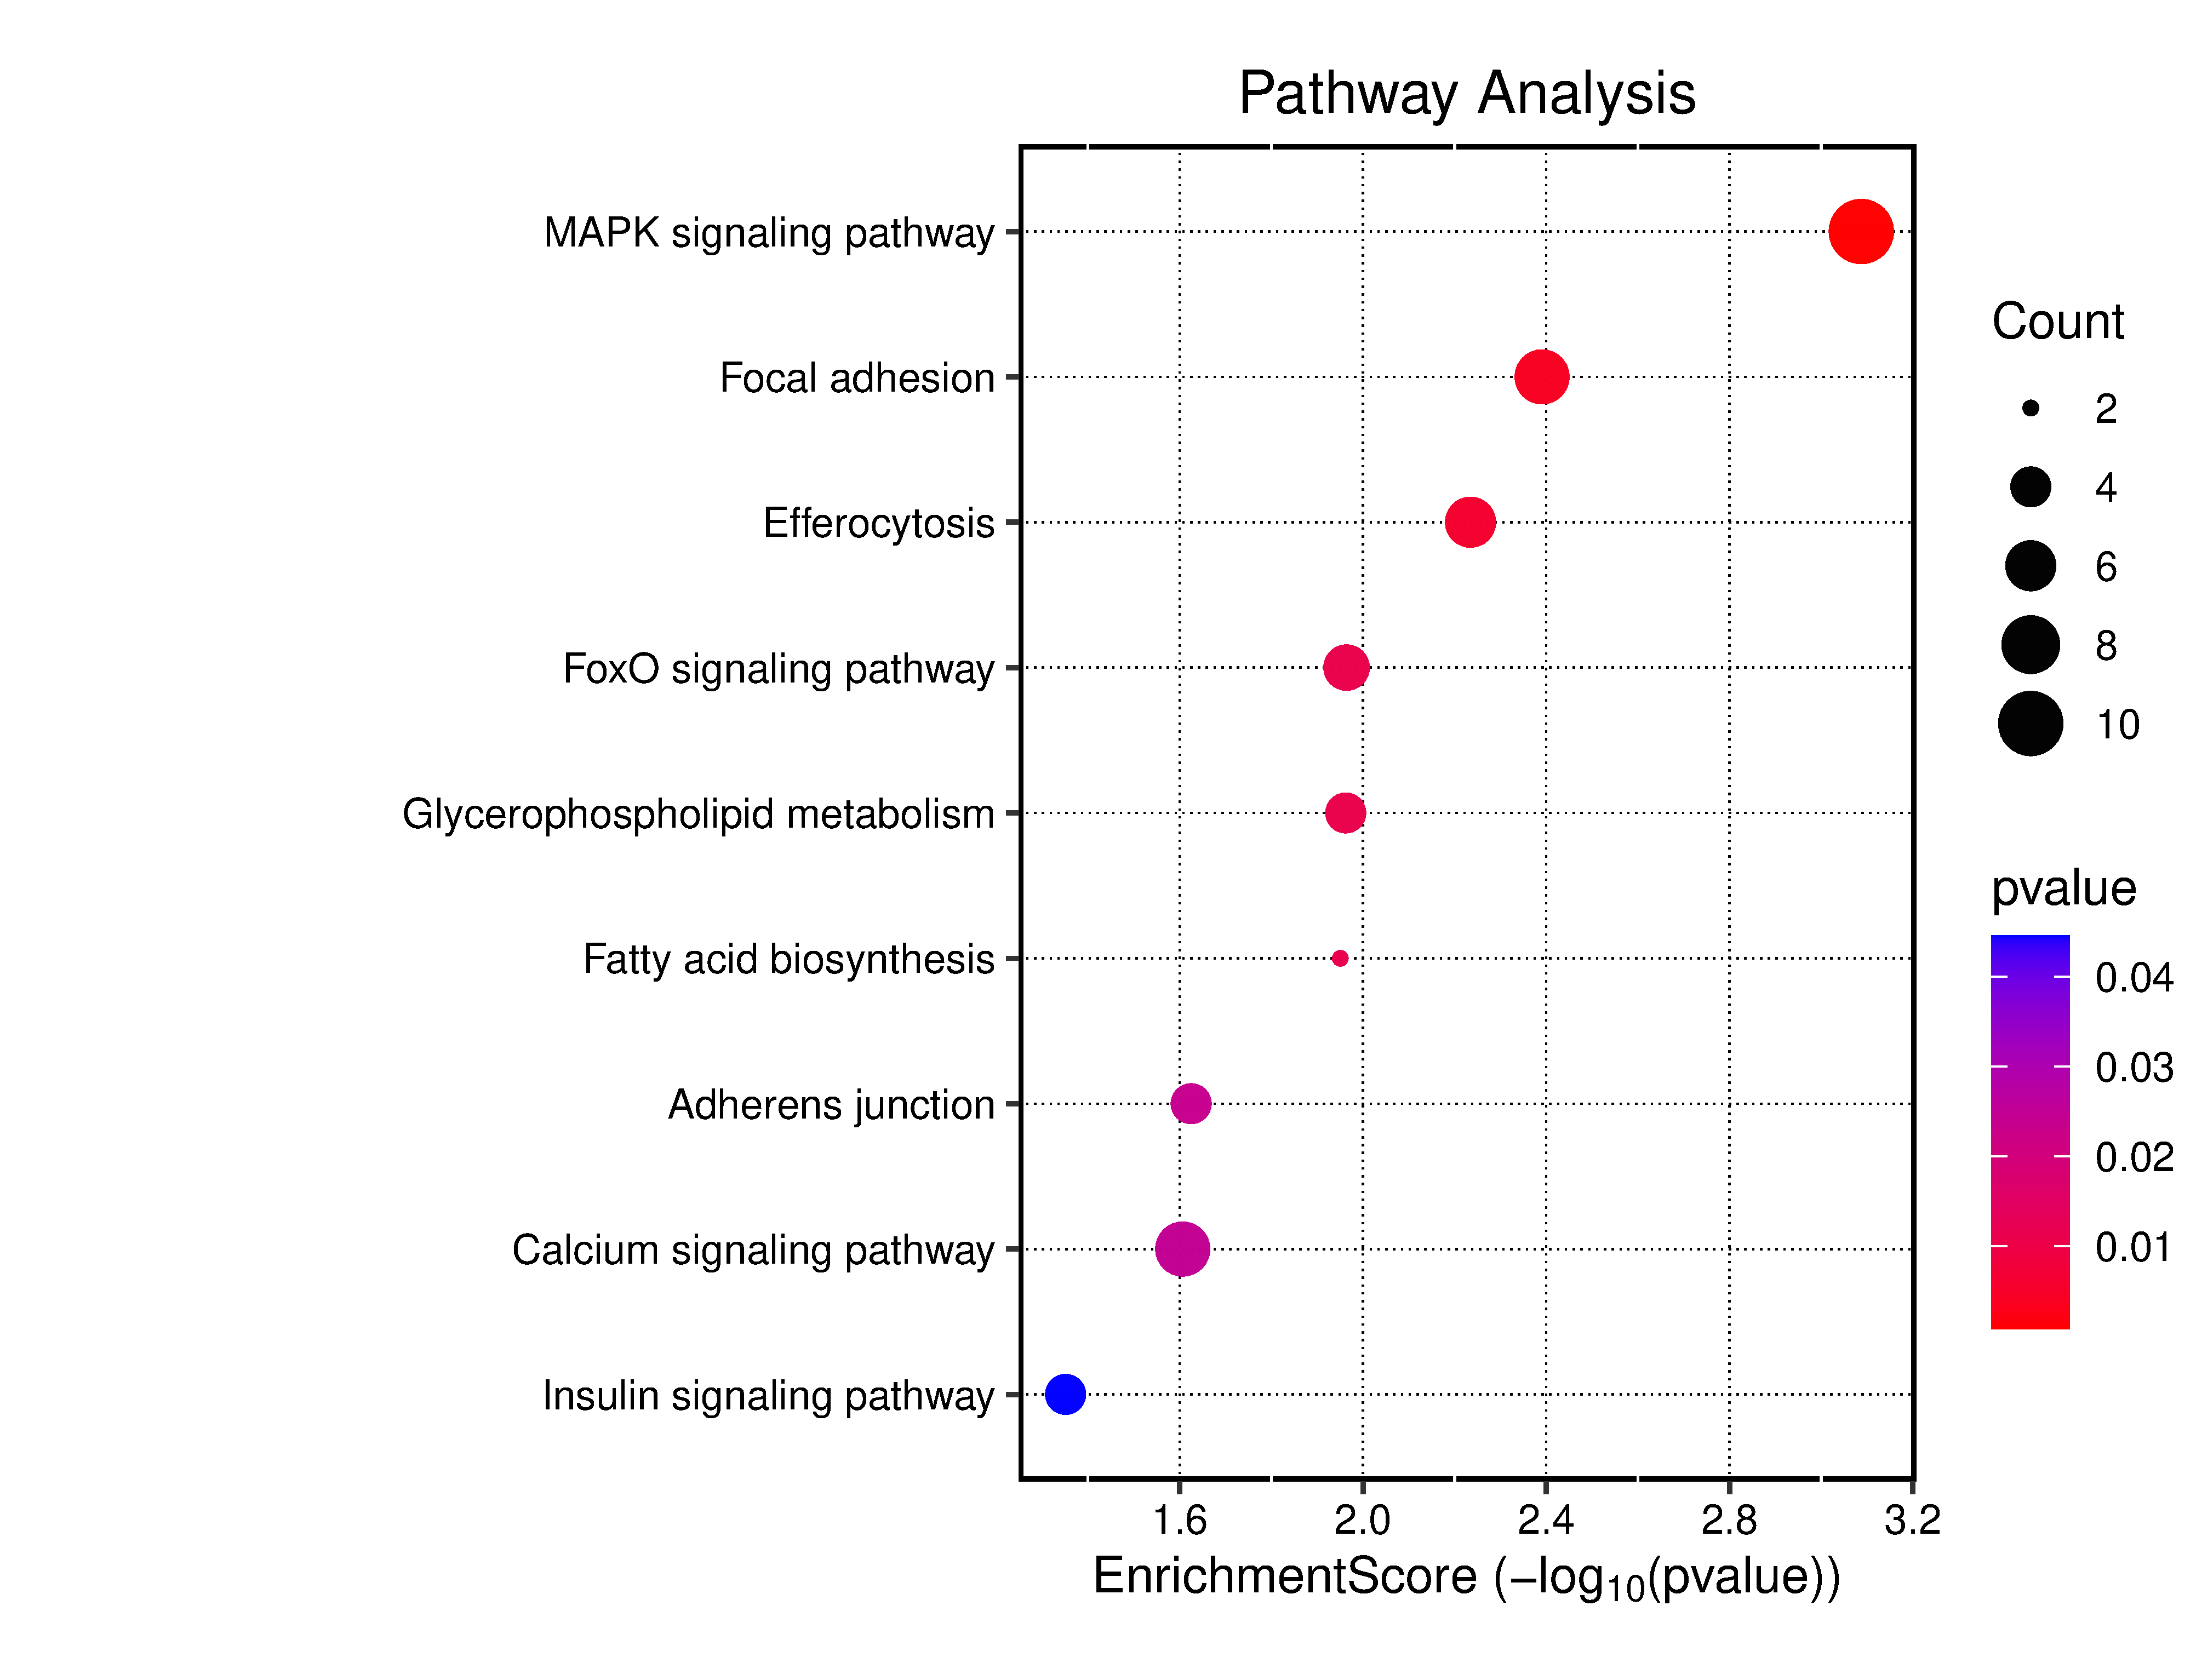 Pathway Analysis
MAPK signaling pathway
Focal adhesion
Efferocytosis
FoxO signaling pathway
Glycerophospholipid metabolism
Fatty acid biosynthesis
Adherens junction
Calcium signaling pathway
Insulin signaling pathway
1.6 2.0 2.4 2.8 3.2
EnrichmentScore (−log₁₀(pvalue))
Count
2
4
6
8
10
pvalue
0.04
0.03
0.02
0.01